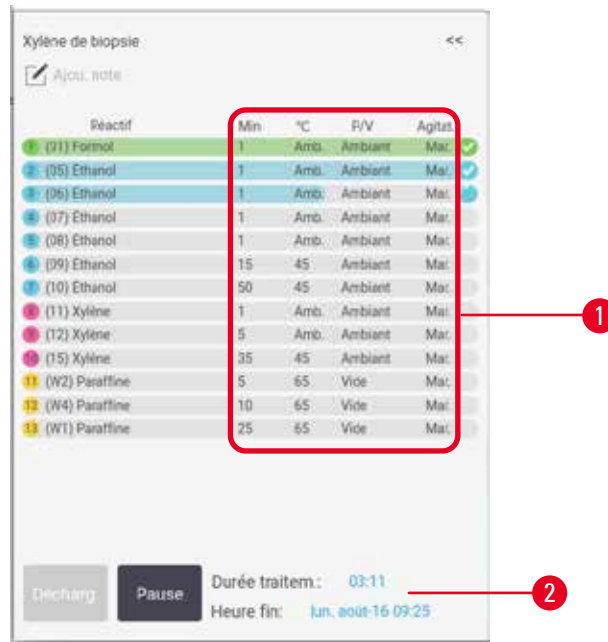 Xylène de biopsie <<
Ajou. note
Réactif Min °C P/V Agitat.
1 (01) Formol 1 Amb. Ambiant Mar.
2 (05) Éthanol 1 Amb. Ambiant Mar.
3 (06) Éthanol 1 Amb. Ambiant Mar.
4 (07) Éthanol 1 Amb. Ambiant Mar.
5 (08) Éthanol 1 Amb. Ambiant Mar.
6 (09) Éthanol 15 45 Ambiant Mar.
7 (10) Éthanol 50 45 Ambiant Mar.
8 (11) Xylène 1 Amb. Ambiant Mar.
9 (12) Xylène 5 Amb. Ambiant Mar.
10 (15) Xylène 35 45 Ambiant Mar.
11 (W2) Paraffine 5 65 Vide Mar.
12 (W4) Paraffine 10 65 Vide Mar.
13 (W1) Paraffine 25 65 Vide Mar.
1
Décharg. Pause
Durée traitem.: 03:11
2
Heure fin: lun. août-16 09:25